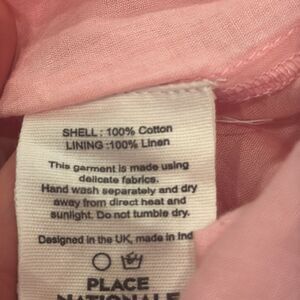 SHELL : 100% Cotton
LINING :100% Linen
This garment is made using
delicate fabrics.
Hand wash separately and dry
away from direct heat and
sunlight. Do not tumble dry.
Designed in the UK, made in Ind
PLACE
NATIONALE